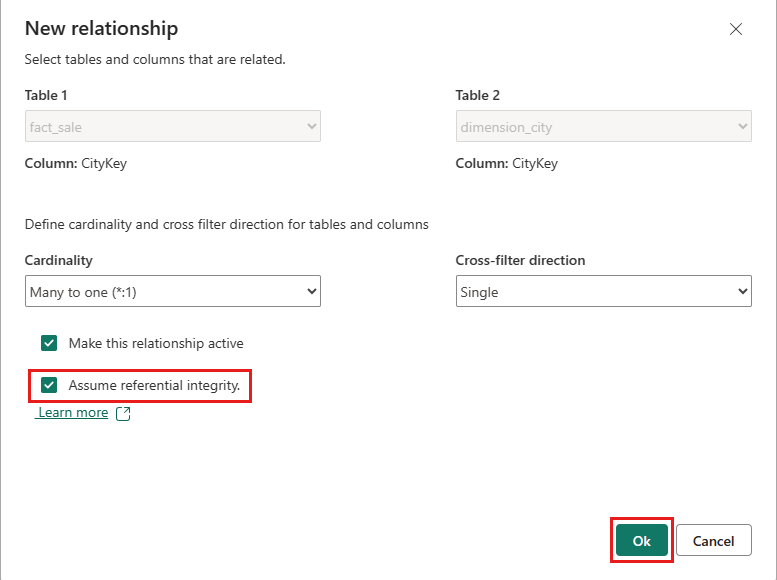 New relationship
Select tables and columns that are related.
Table 1
Table 2
fact_sale
dimension_city
Column: CityKey
Column: CityKey
Define cardinality and cross filter direction for tables and columns
Cardinality
Cross-filter direction
Many to one (*:1)
Single
Make this relationship active
Assume referential integrity.
Learn more
Ok
Cancel